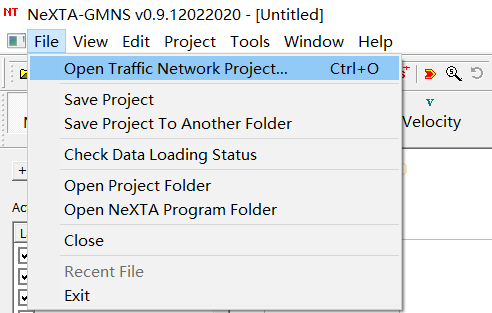 NT NeXTA-GMNS v0.9.12022020 - [Untitled]
File View Edit Project Tools Window Help
Open Traffic Network Project... Ctrl+O
Save Project
Save Project To Another Folder
v
Velocity
Check Data Loading Status
Open Project Folder
Open NeXTA Program Folder
Close
Recent File
Exit